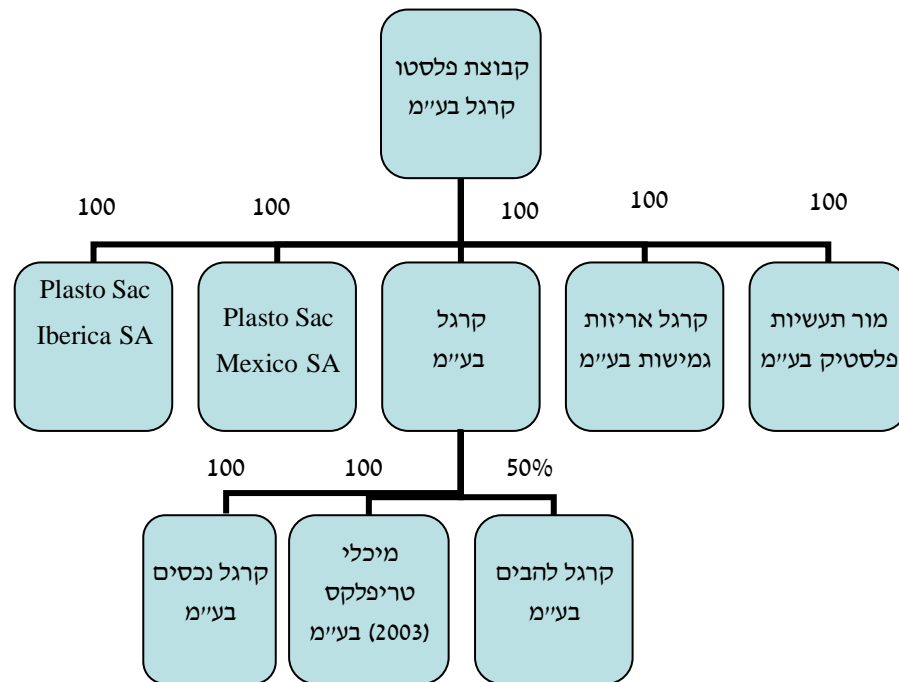 קבוצת פלסטו
קרגל בע״מ
100
100
100
100
100
Plasto Sac
Iberica SA
Plasto Sac
Mexico SA
קרגל
בע״מ
קרגל אריזות
גמישות בע״מ
מור תעשיות
פלסטיק בע״מ
100
100
50%
קרגל נכסים
בע״מ
מיכלי
טריפלקס
(2003) בע״מ
קרגל להבים
בע״מ